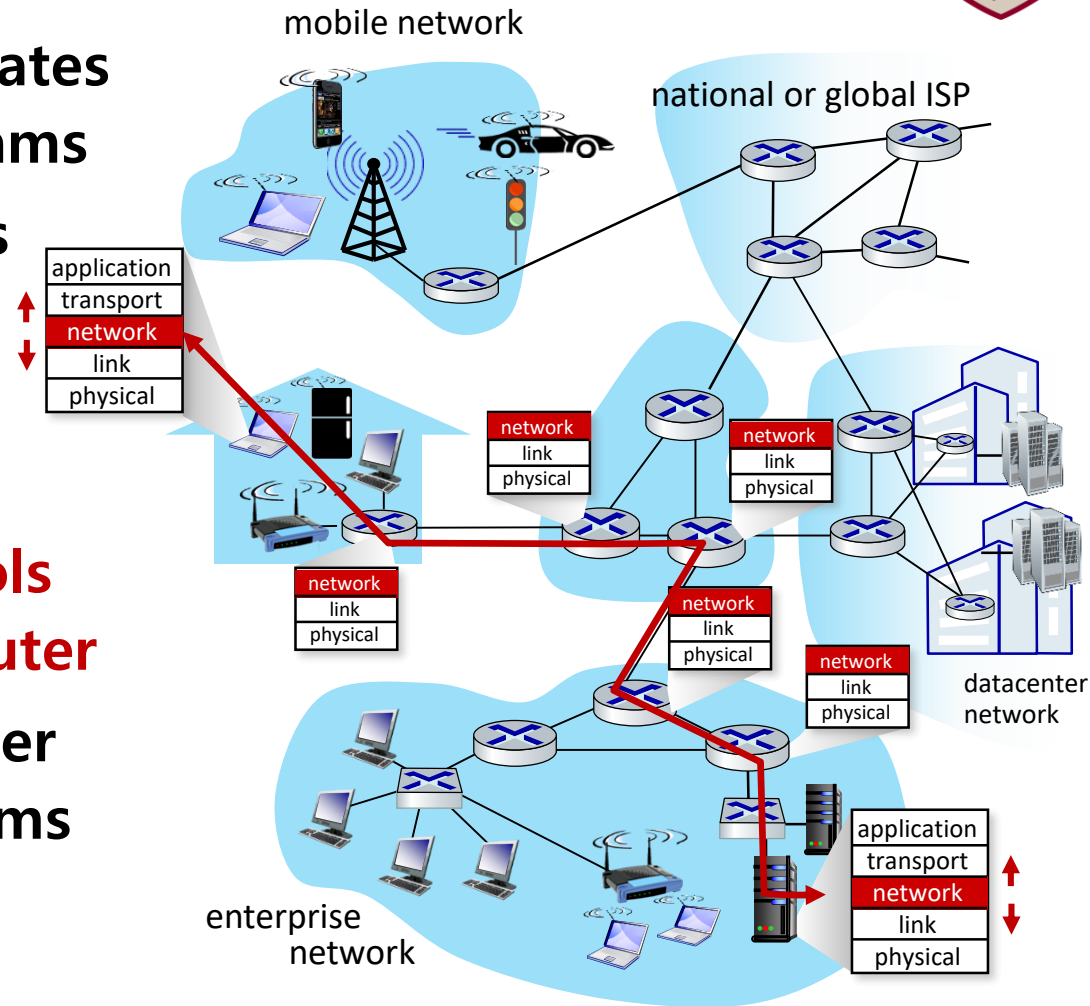 mobile network
ates
ams
s
national or global ISP
application
transport
network
link
physical
network
link
physical
network
link
physical
network
link
physical
ols
uter
er
ms
network
link
physical
network
link
physical
datacenter
network
application
transport
network
link
physical
enterprise
network